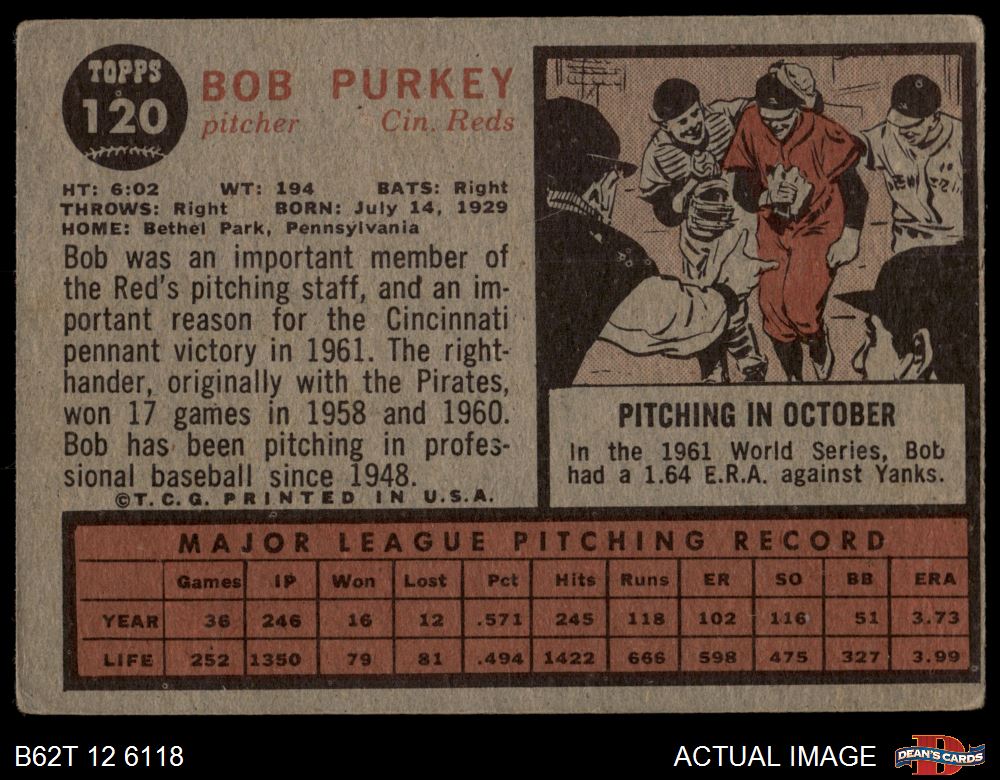 TOPPS
120
BOB PURKEY
pitcher Cin. Reds
HT: 6:02 WT: 194 BATS: Right
THROWS: Right BORN: July 14, 1929
HOME: Bethel Park, Pennsylvania
Bob was an important member of
the Red's pitching staff, and an im-
portant reason for the Cincinnati
pennant victory in 1961. The right-
hander, originally with the Pirates,
won 17 games in 1958 and 1960.
Bob has been pitching in profes-
sional baseball since 1948.
©T.C.G. PRINTED IN U.S.A.
PITCHING IN OCTOBER
In the 1961 World Series, Bob
had a 1.64 E.R.A. against Yanks.
MAJOR LEAGUE PITCHING RECORD
Games IP Won Lost Pct Hits Runs ER SO BB ERA
YEAR 36 246 16 12 .571 245 118 102 116 51 3.73
LIFE 252 1350 79 81 .494 1422 666 598 475 327 3.99
B62T 12 6118 ACTUAL IMAGE DEAN'S CARDS